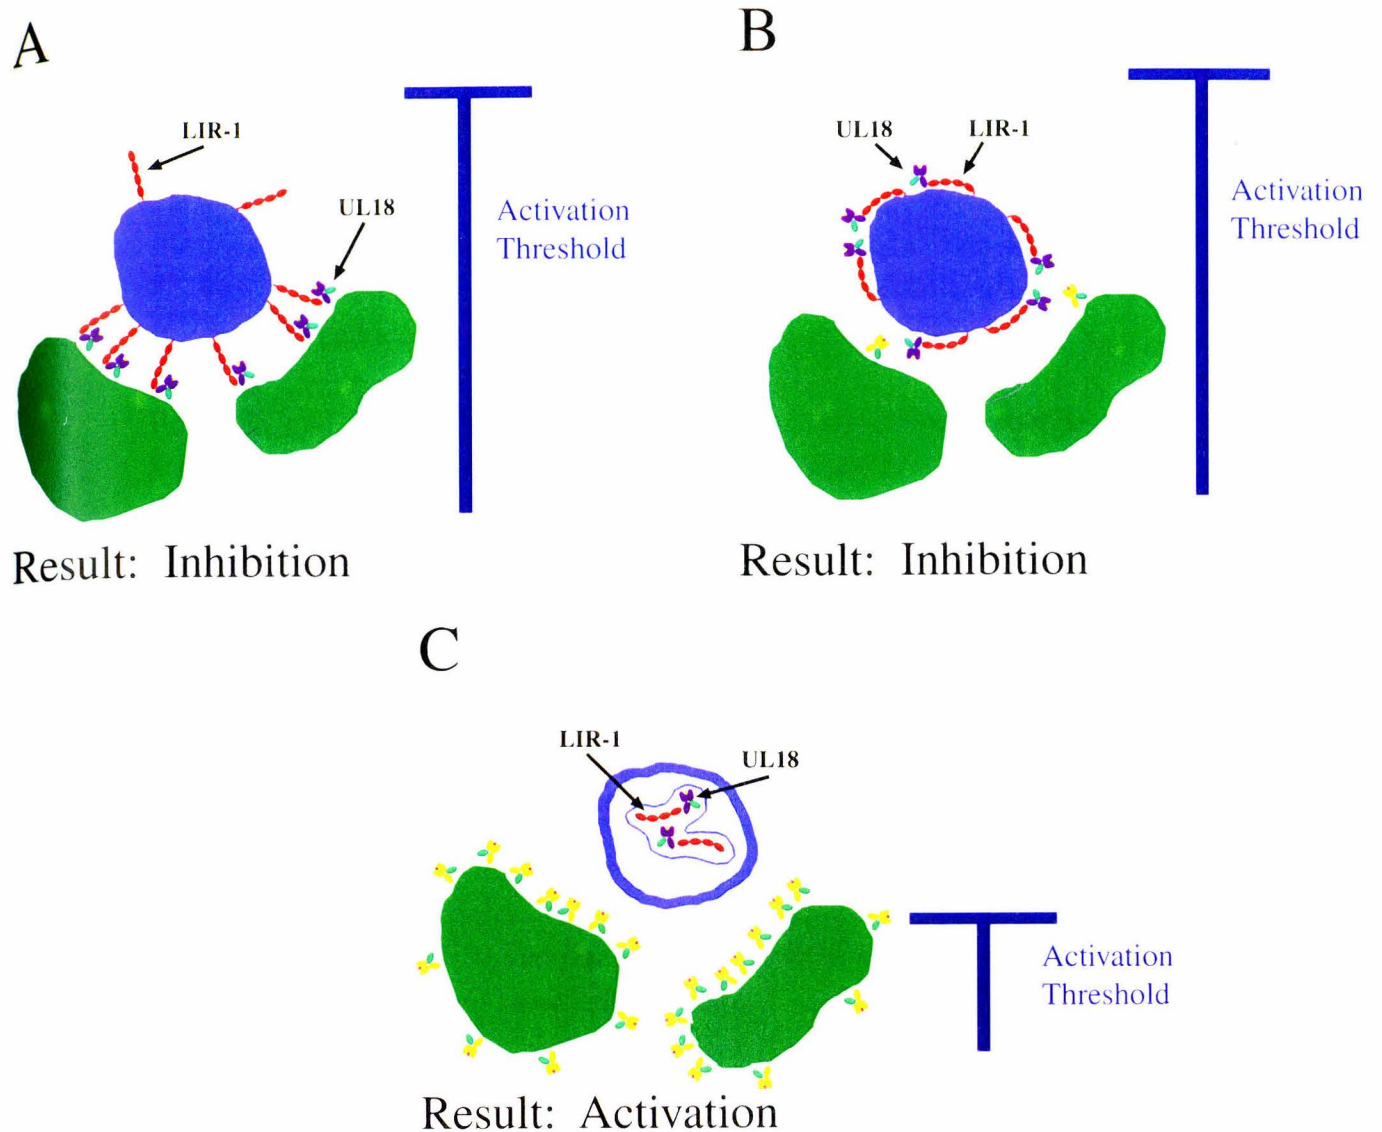 A
LIR-1
UL18
Activation
Threshold
Result: Inhibition
B
UL18
LIR-1
Activation
Threshold
Result: Inhibition
C
LIR-1
UL18
Activation
Threshold
Result: Activation